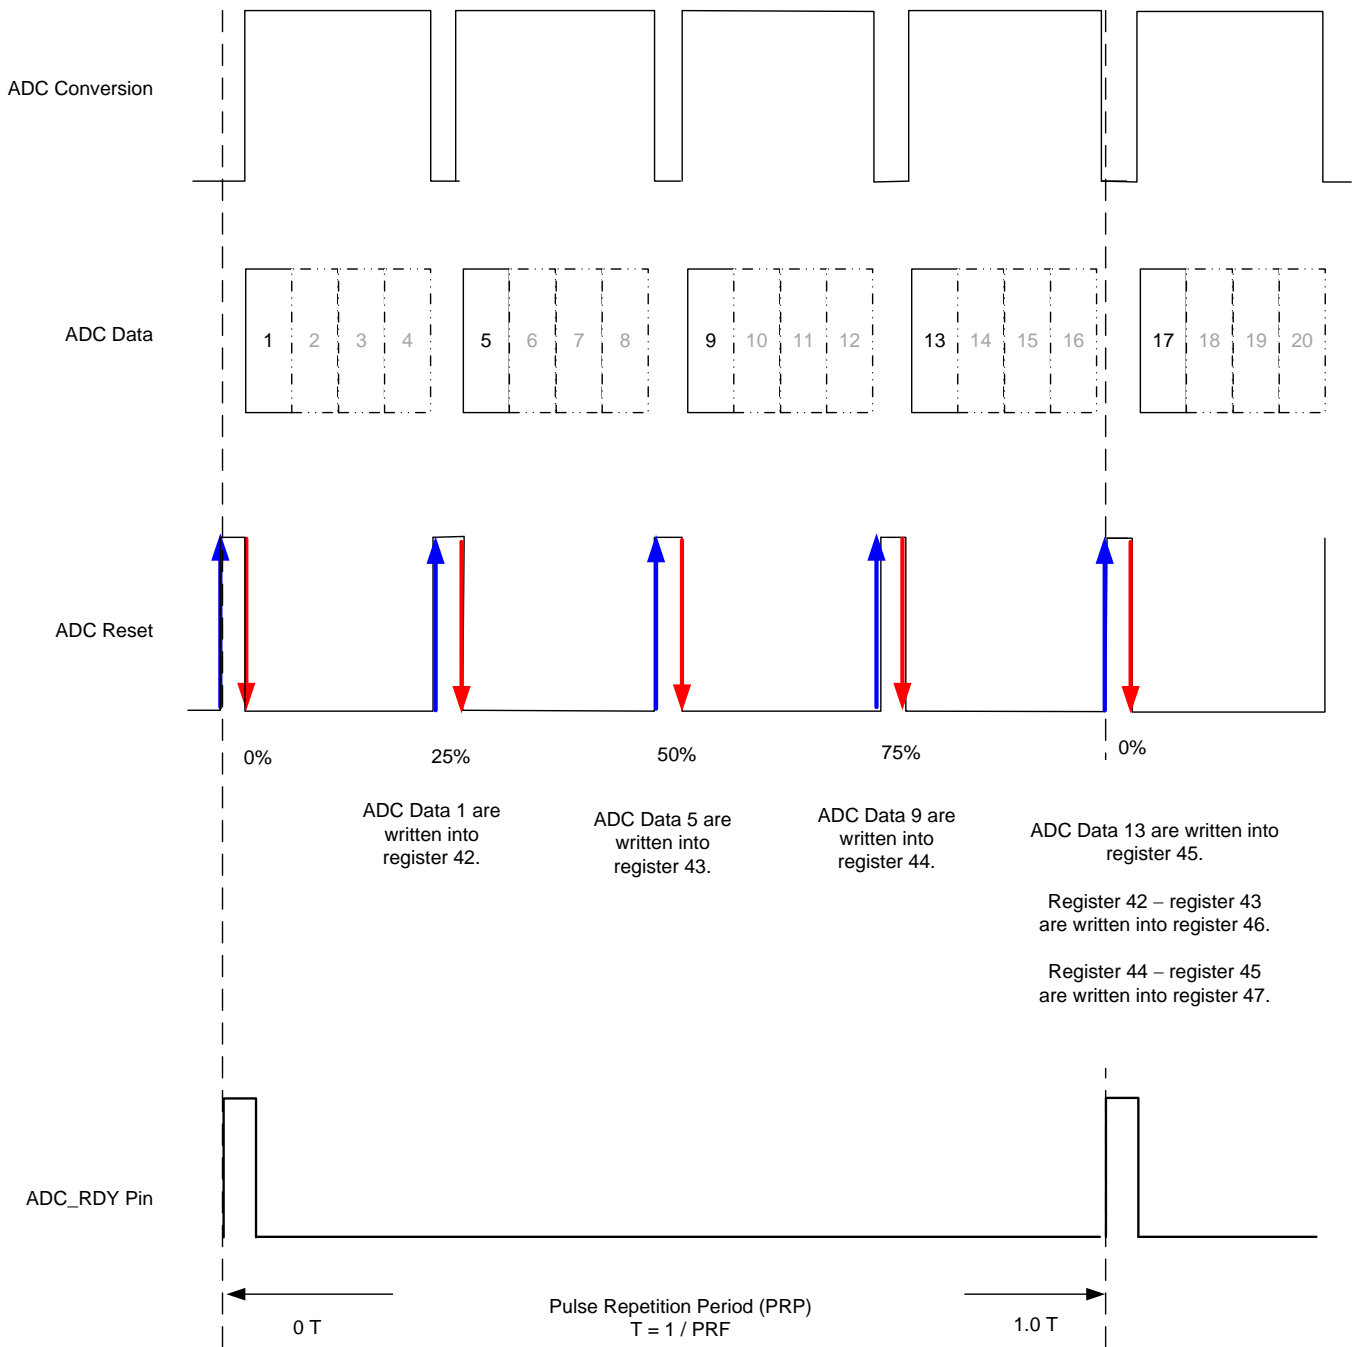 ADC Conversion
ADC Data
1 2 3 4 5 6 7 8 9 10 11 12 13 14 15 16 17 18 19 20
ADC Reset
0% 25% 50% 75% 0%
ADC Data 1 are
written into
register 42.
ADC Data 5 are
written into
register 43.
ADC Data 9 are
written into
register 44.
ADC Data 13 are written into
register 45.
Register 42 – register 43
are written into register 46.
Register 44 – register 45
are written into register 47.
ADC_RDY Pin
0 T
Pulse Repetition Period (PRP)
T = 1 / PRF
1.0 T